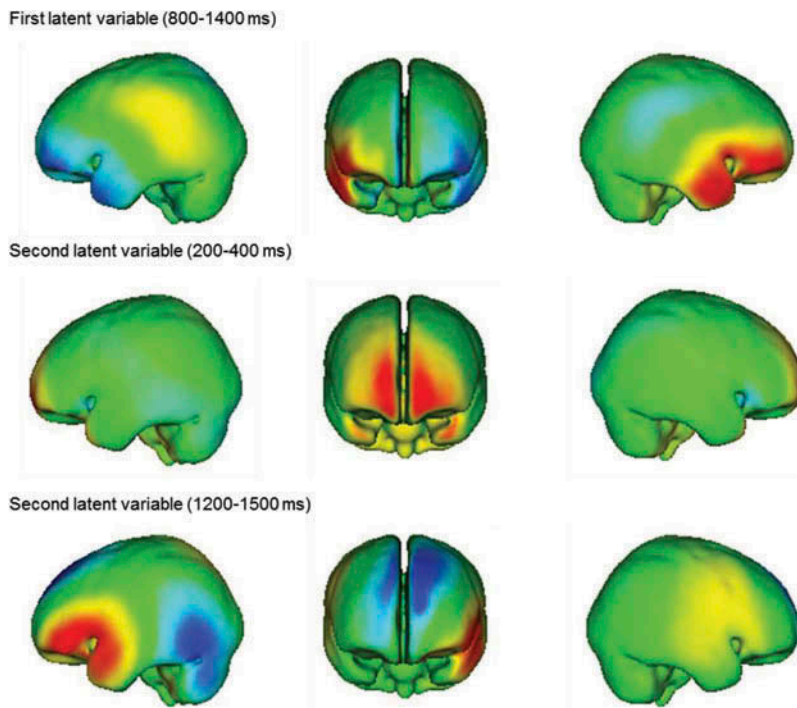 First latent variable (800-1400 ms)
Second latent variable (200-400 ms)
Second latent variable (1200-1500 ms)